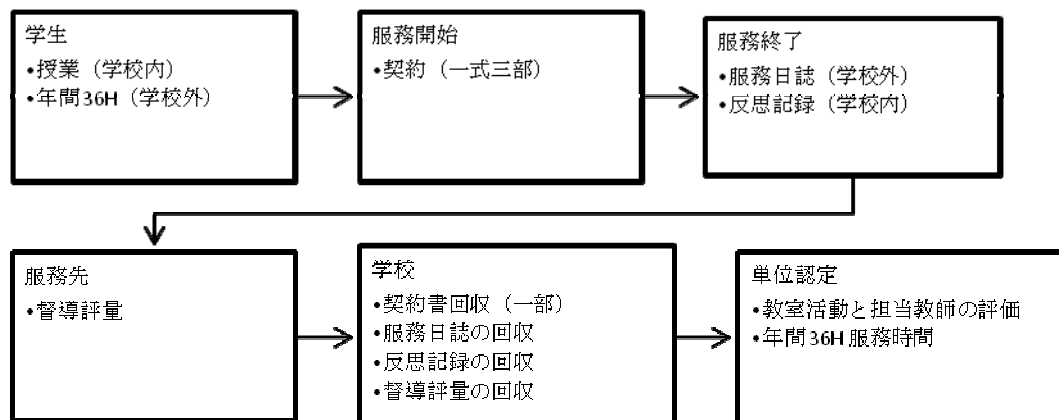 学生
•授業（学校内）
•年間36H（学校外）
服務開始
•契約（一式三部）
服務終了
•服務日誌（学校外）
•反思記録（学校内）
服務先
•督導評量
学校
•契約書回収（一部）
•服務日誌の回収
•反思記録の回収
•督導評量の回収
単位認定
•教室活動と担当教師の評価
•年間36H服務時間